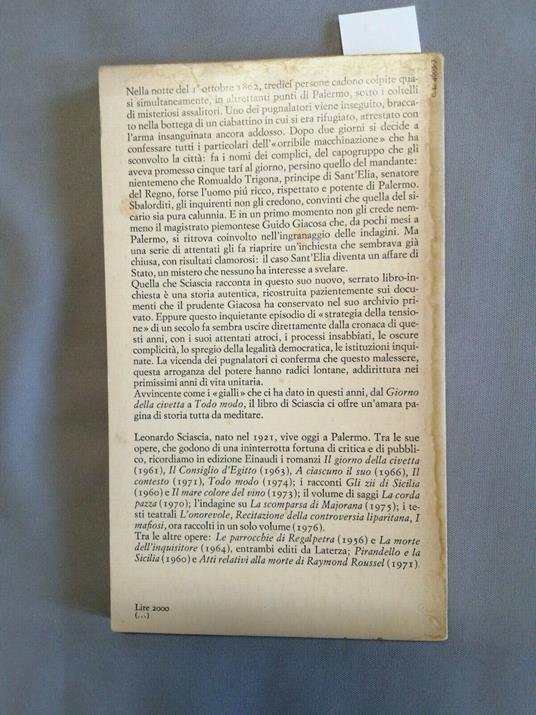 Nella notte del 1° ottobre 1862, tredici persone cadono colpite qua-
si simultaneamente, in altrettanti punti di Palermo, sotto i coltelli
di misteriosi assalitori. Uno dei pugnalatori viene inseguito, bracca-
to nella bottega di un ciabattino in cui si era rifugiato, arrestato con
l'arma insanguinata ancora addosso. Dopo due giorni si decide a
confessare tutti i particolari dell'«orribile macchinazione» che ha
sconvolto la città: fa i nomi dei complici, del capogruppo che gli
aveva promesso cinque tarí al giorno, persino quello del mandante:
nientemeno che Romualdo Trigona, principe di Sant'Elia, senatore
del Regno, forse l'uomo piú ricco, rispettato e potente di Palermo.
Sbalorditi, gli inquirenti non gli credono, convinti che quella del si-
cario sia pura calunnia. E in un primo momento non gli crede nem-
meno il magistrato piemontese Guido Giacosa che, da pochi mesi a
Palermo, si ritrova coinvolto nell'ingranaggio delle indagini. Ma
una serie di attentati gli fa riaprire un'inchiesta che sembrava già
chiusa, con risultati clamorosi: il caso Sant'Elia diventa un affare di
Stato, un mistero che nessuno ha interesse a svelare.
Quella che Sciascia racconta in questo suo nuovo, serrato libro-in-
chiesta è una storia autentica, ricostruita pazientemente sui docu-
menti che il prudente Giacosa ha conservato nel suo archivio pri-
vato. Eppure questo inquietante episodio di «strategia della tensio-
ne» di un secolo fa sembra uscire direttamente dalla cronaca di que-
sti anni, con i suoi attentati atroci, i processi insabbiati, le oscure
complicità, lo spregio della legalità democratica, le istituzioni inqui-
nate. La vicenda dei pugnalatori ci conferma che questo malessere,
questa arroganza del potere hanno radici lontane, addirittura nei
primissimi anni di vita unitaria.
Avvincente come i «gialli» che ci ha dato in questi anni, dal Giorno
della civetta a Todo modo, il libro di Sciascia ci offre un'amara pa-
gina di storia tutta da meditare.
Leonardo Sciascia, nato nel 1921, vive oggi a Palermo. Tra le sue
opere, che godono di una ininterrotta fortuna di critica e di pubbli-
co, ricordiamo in edizione Einaudi i romanzi Il giorno della civetta
(1961), Il Consiglio d'Egitto (1963), A ciascuno il suo (1966), Il
contesto (1971), Todo modo (1974); i racconti Gli zii di Sicilia
(1960) e Il mare colore del vino (1973); il volume di saggi La corda
pazza (1970); l'indagine su La scomparsa di Majorana (1975); i te-
sti teatrali L'onorevole, Recitazione della controversia liparitana, I
mafiosi, ora raccolti in un solo volume (1976).
Tra le altre opere: Le parrocchie di Regalpetra (1956) e La morte
dell'inquisitore (1964), entrambi editi da Laterza; Pirandello e la
Sicilia (1960) e Atti relativi alla morte di Raymond Roussel (1971).
Lire 2000
(...)